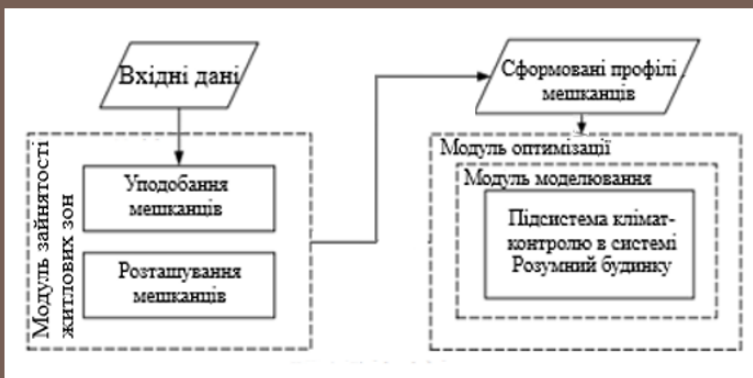 Вхідні дані
Модуль зайнятості
житлових зон
Уподобання
мешканців
Розташування
мешканців
Сформовані профілі
мешканців
Модуль оптимізації
Модуль моделювання
Підсистема клімат-
контролю в системі
Розумний будинку